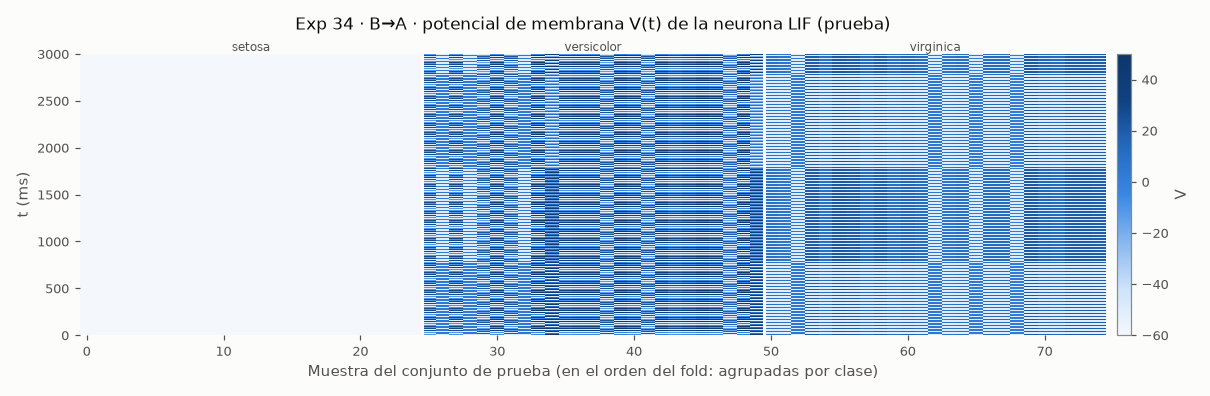 Exp 34 · B→A · potencial de membrana V(t) de la neurona LIF (prueba)
setosa versicolor virginica
3000
2500
2000
1500
1000
500
0
t (ms)
0 10 20 30 40 50 60 70
Muestra del conjunto de prueba (en el orden del fold: agrupadas por clase)
40
20
0
−20
−40
−60
V